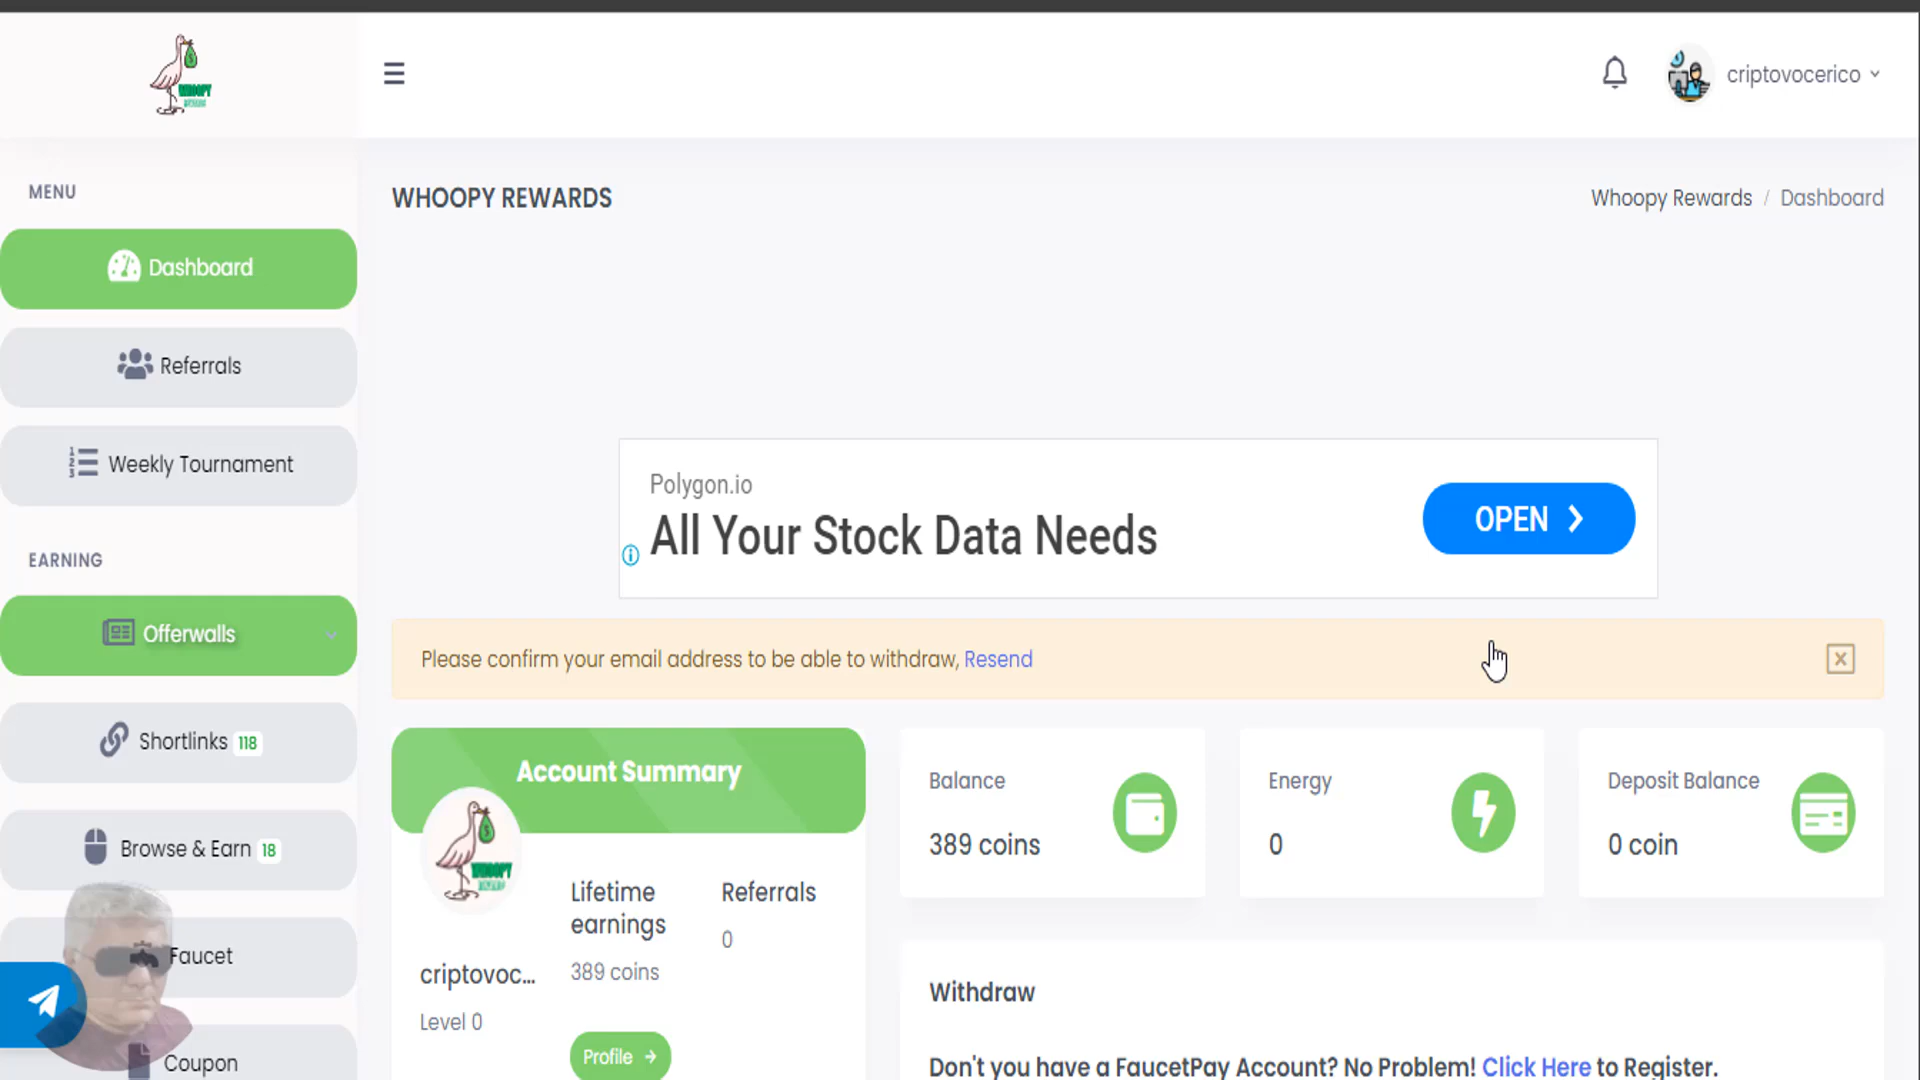 WHOOPY
criptovocerico
MENU
WHOOPY REWARDS
Whoopy Rewards / Dashboard
Dashboard
Referrals
Weekly Tournament
Polygon.io
All Your Stock Data Needs
OPEN
EARNING
Offerwalls
Please confirm your email address to be able to withdraw, Resend
Shortlinks 118
Browse & Earn 18
Faucet
Coupon
Account Summary
WHOOPY
Lifetime
earnings
389 coins
Referrals
0
criptovoc...
Level 0
Profile
Balance
389 coins
Energy
0
Deposit Balance
0 coin
Withdraw
Don't you have a FaucetPay Account? No Problem! Click Here to Register.